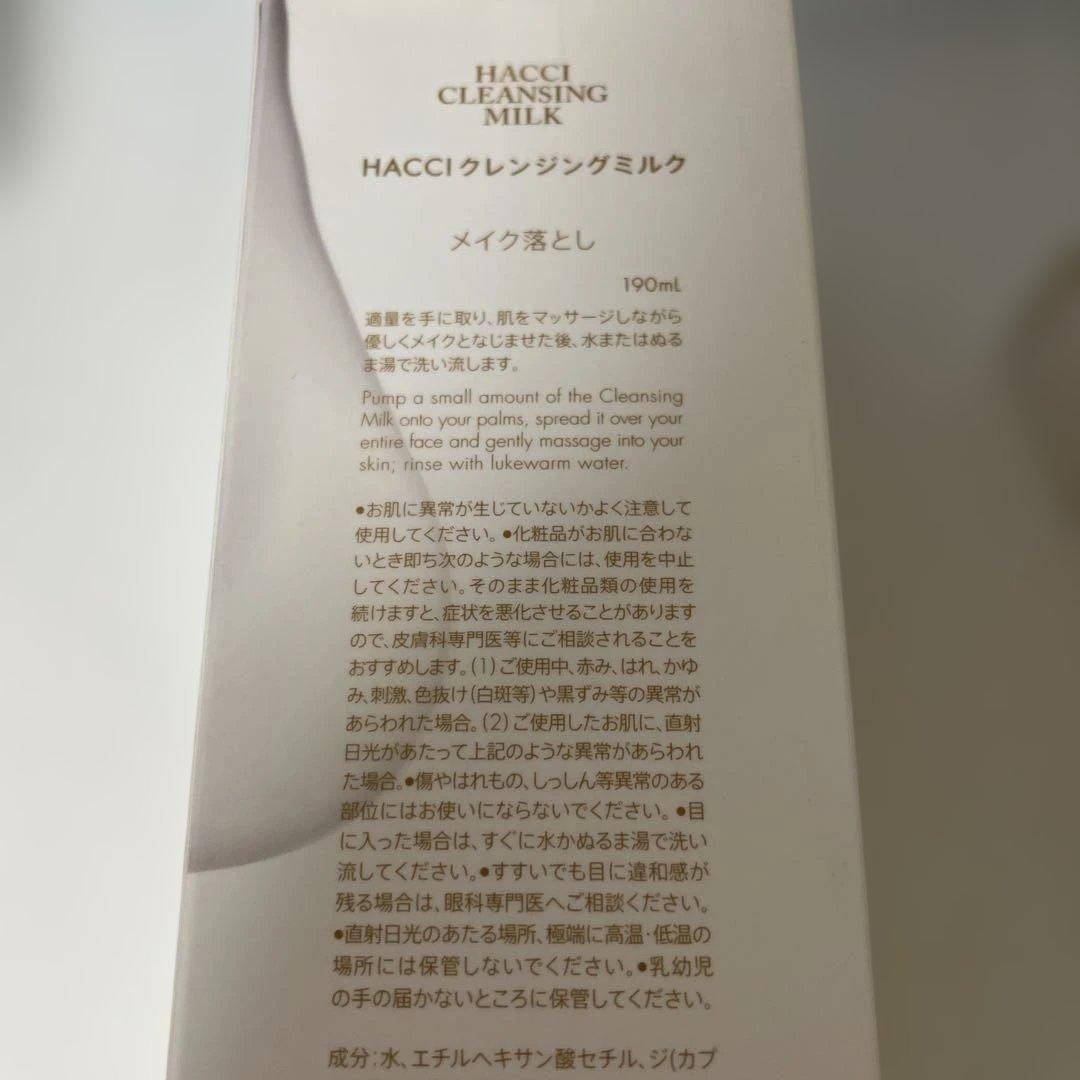 HACCI
CLEANSING
MILK
HACCIクレンジングミルク
メイク落とし
190mL
適量を手に取り、肌をマッサージしながら
優しくメイクとなじませた後、水またはぬる
ま湯で洗い流します。
Pump a small amount of the Cleansing
Milk onto your palms, spread it over your
entire face and gently massage into your
skin; rinse with lukewarm water.
●お肌に異常が生じていないかよく注意して
使用してください。●化粧品がお肌に合わな
いとき即ち次のような場合には、使用を中止
してください。そのまま化粧品類の使用を
続けますと、症状を悪化させることがあります
ので、皮膚科専門医等にご相談されることを
おすすめします。(1)ご使用中、赤み、はれ、かゆ
み、刺激、色抜け(白斑等)や黒ずみ等の異常が
あらわれた場合。(2)ご使用したお肌に、直射
日光があたって上記のような異常があらわれ
た場合。●傷やはれもの、しっしん等異常のある
部位にはお使いにならないでください。●目
に入った場合は、すぐに水かぬるま湯で洗い
流してください。●すすいでも目に違和感が
残る場合は、眼科専門医へご相談ください。
●直射日光のあたる場所、極端に高温・低温の
場所には保管しないでください。●乳幼児
の手の届かないところに保管してください。
成分:水、エチルヘキサン酸セチル、ジ(カプ